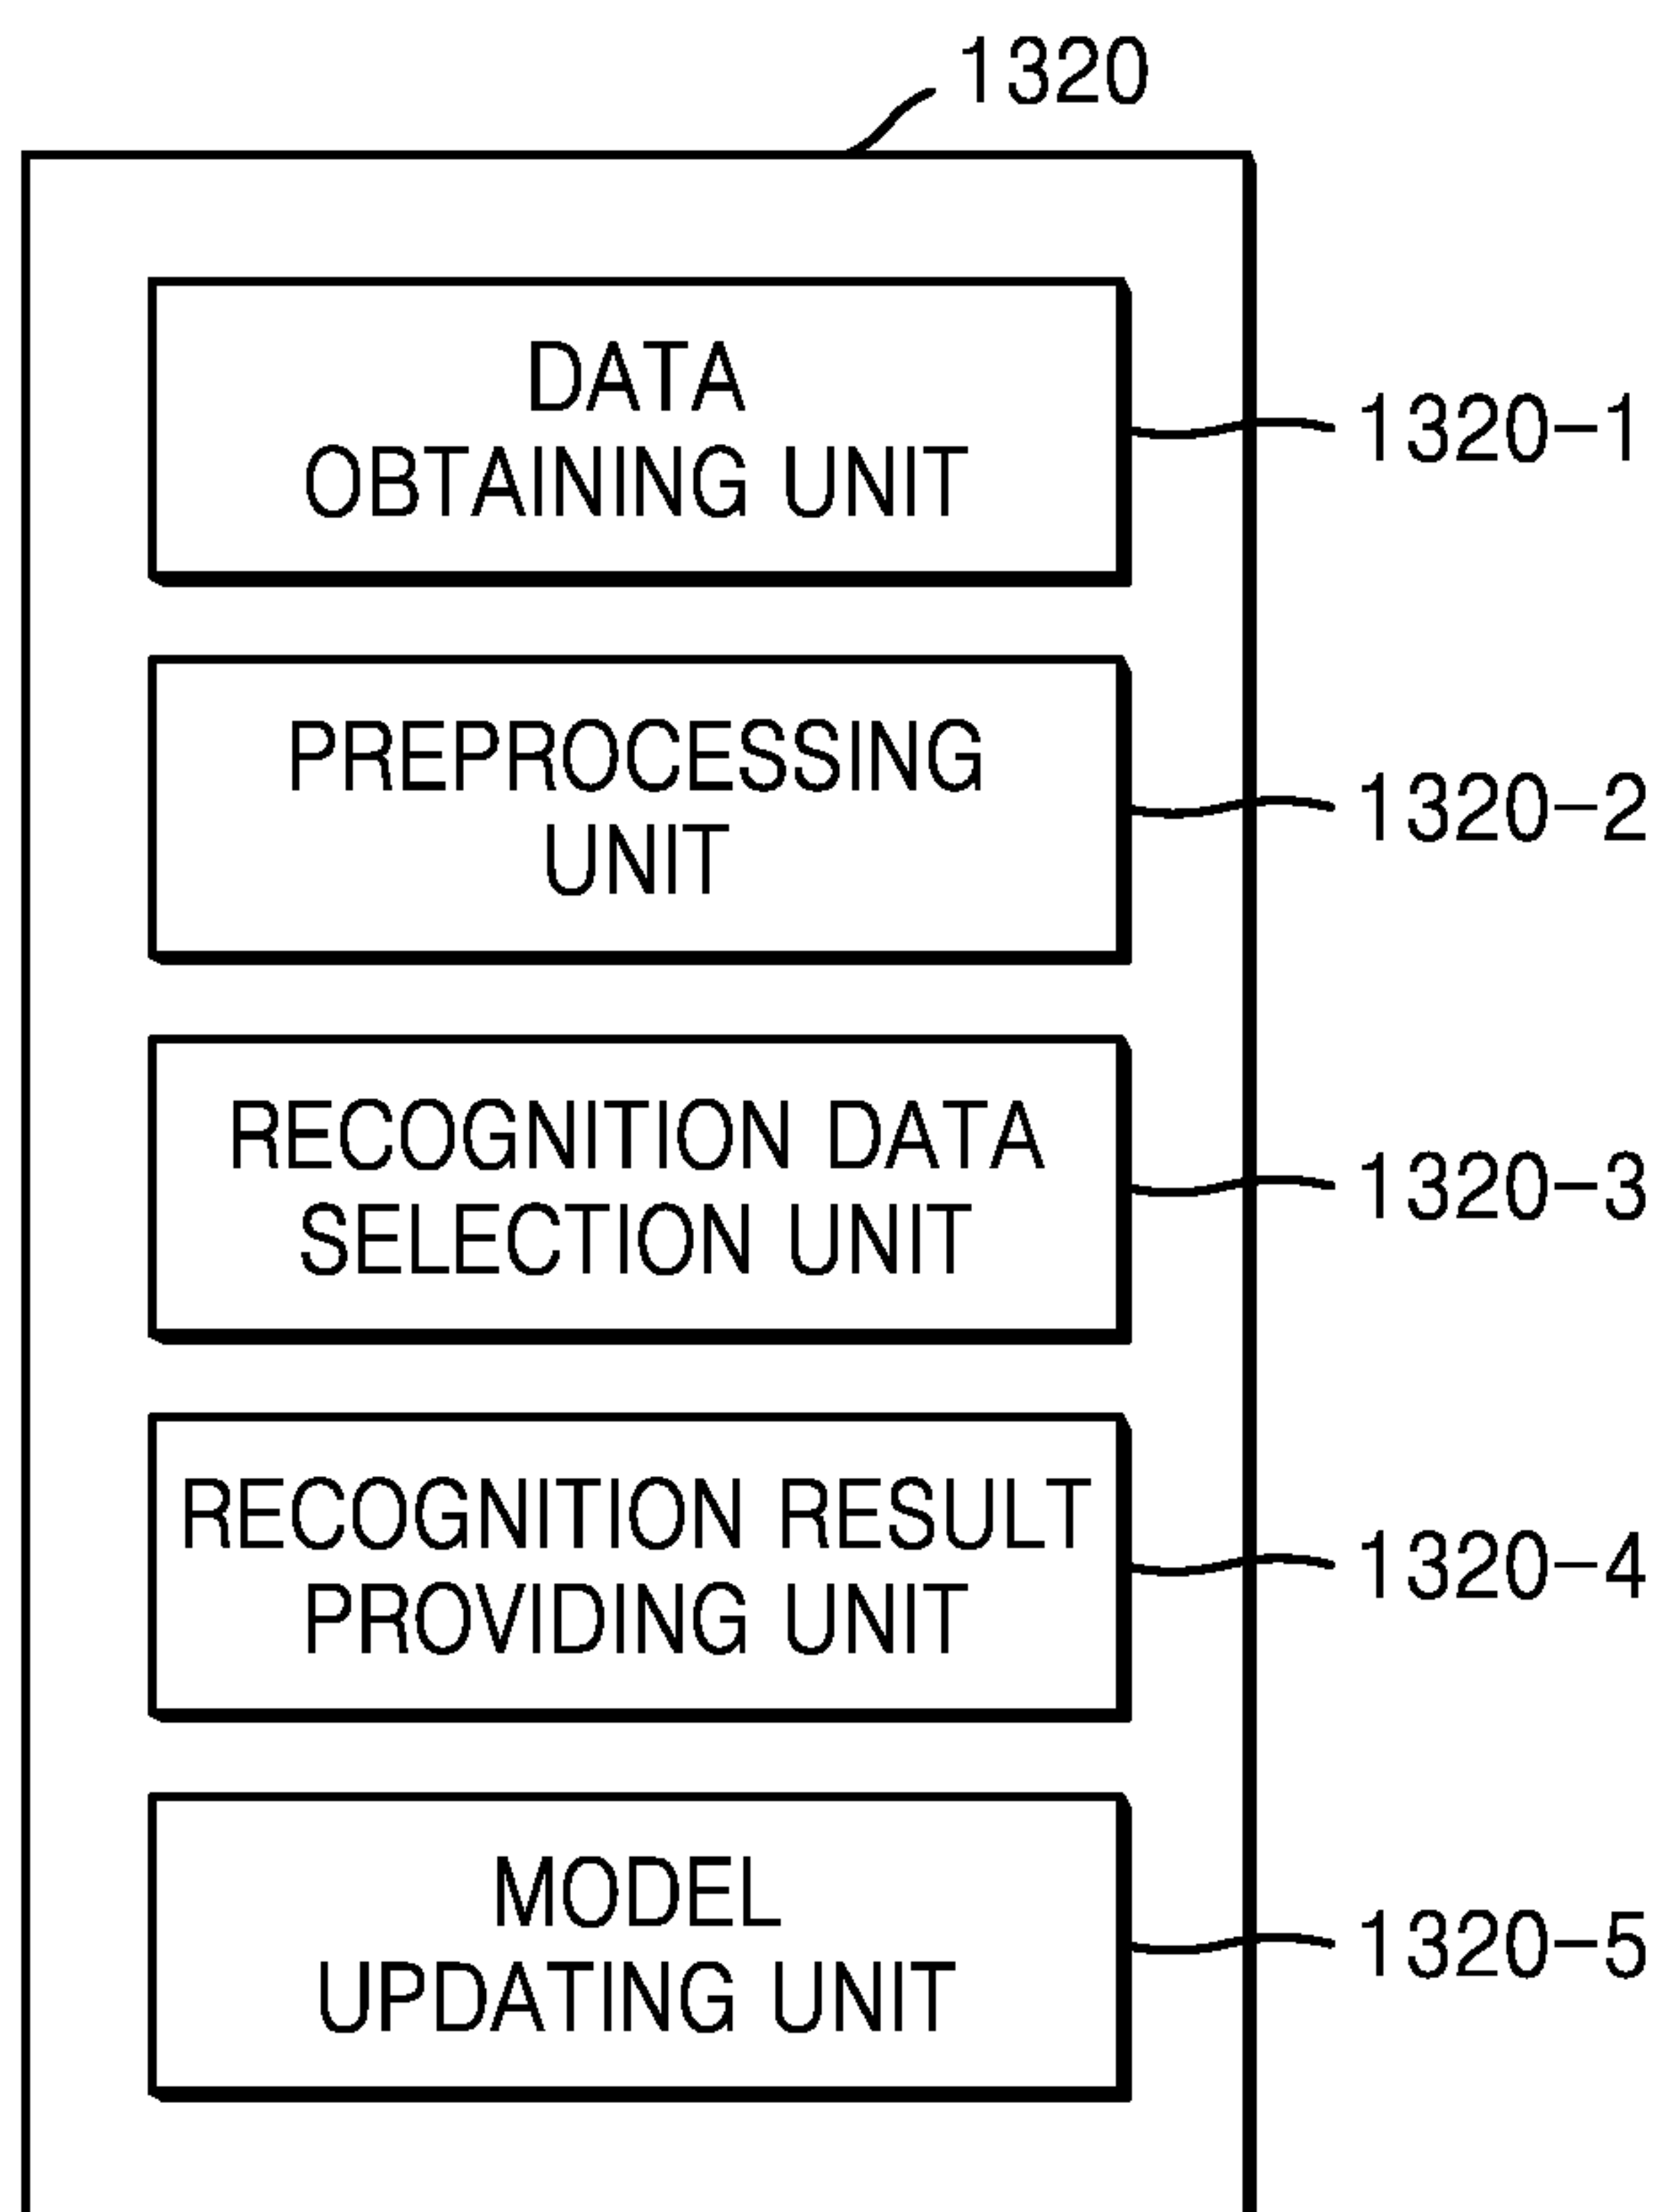 1320
DATA
OBTAINING UNIT
1320-1
PREPROCESSING
UNIT
1320-2
RECOGNITION DATA
SELECTION UNIT
1320-3
RECOGNITION RESULT
PROVIDING UNIT
1320-4
MODEL
UPDATING UNIT
1320-5